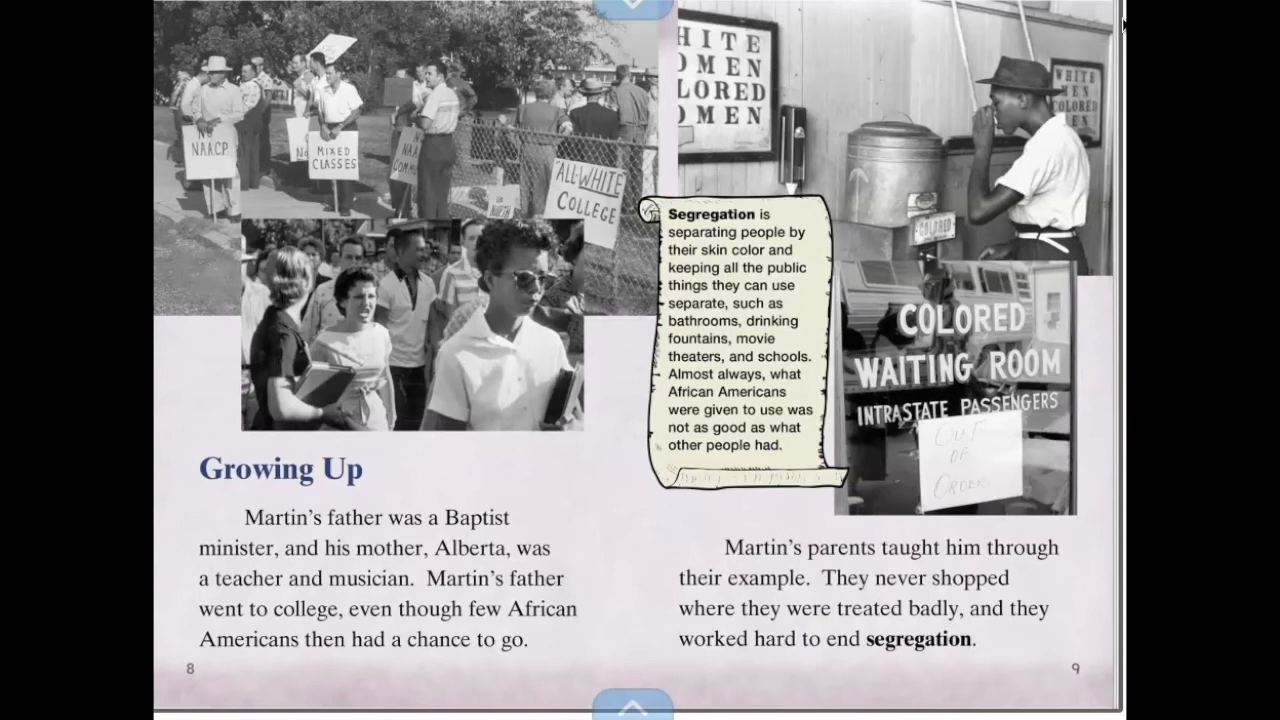 NAACP
MIXED
CLASSES
ALL-WHITE
COLLEGE
Growing Up
Martin's father was a Baptist
minister, and his mother, Alberta, was
a teacher and musician. Martin's father
went to college, even though few African
Americans then had a chance to go.
8
HITE
OMEN
LORED
OMEN
WHITE
MEN
COLORED
MEN
COLORED
Segregation is
separating people by
their skin color and
keeping all the public
things they can use
separate, such as
bathrooms, drinking
fountains, movie
theaters, and schools.
Almost always, what
African Americans
were given to use was
not as good as what
other people had.
COLORED
WAITING ROOM
INTRASTATE PASSENGERS
OUT
OF
ORDER
Martin's parents taught him through
their example. They never shopped
where they were treated badly, and they
worked hard to end segregation.
9